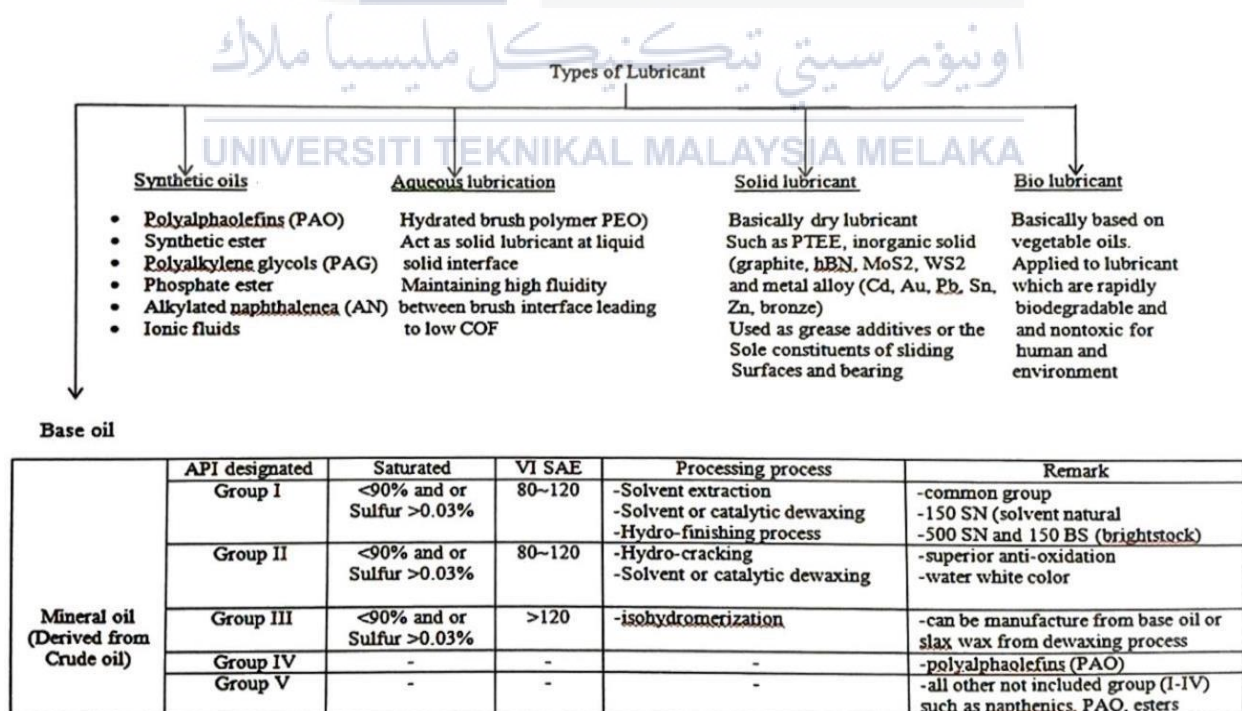 اونيۏرسيتي تيكنيكل مليسيا ملاك
Types of Lubricant
UNIVERSITI TEKNIKAL MALAYSIA MELAKA
Synthetic oils
• Polyalphaolefins (PAO)
• Synthetic ester
• Polyalkylene glycols (PAG)
• Phosphate ester
• Alkylated naphthalenca (AN)
• Ionic fluids
Aqueous lubrication
Hydrated brush polymer PEO)
Act as solid lubricant at liquid
solid interface
Maintaining high fluidity
between brush interface leading
to low COF
Solid lubricant
Basically dry lubricant
Such as PTEE, inorganic solid
(graphite, hBN, MoS2, WS2
and metal alloy (Cd, Au, Pb, Sn,
Zn, bronze)
Used as grease additives or the
Sole constituents of sliding
Surfaces and bearing
Bio lubricant
Basically based on
vegetable oils.
Applied to lubricant
which are rapidly
biodegradable and
and nontoxic for
human and
environment
Base oil
API designated Saturated VI SAE Processing process Remark
Mineral oil
(Derived from
Crude oil)
Group I
<90% and or
Sulfur >0.03%
80~120
-Solvent extraction
-Solvent or catalytic dewaxing
-Hydro-finishing process
-common group
-150 SN (solvent natural
-500 SN and 150 BS (brightstock)
Group II
<90% and or
Sulfur >0.03%
80~120
-Hydro-cracking
-Solvent or catalytic dewaxing
-superior anti-oxidation
-water white color
Group III
<90% and or
Sulfur >0.03%
>120
-isohydromerization
-can be manufacture from base oil or
slax wax from dewaxing process
Group IV - - - -polyalphaolefins (PAO)
Group V - - -
-all other not included group (I-IV)
such as napthenics, PAO, esters